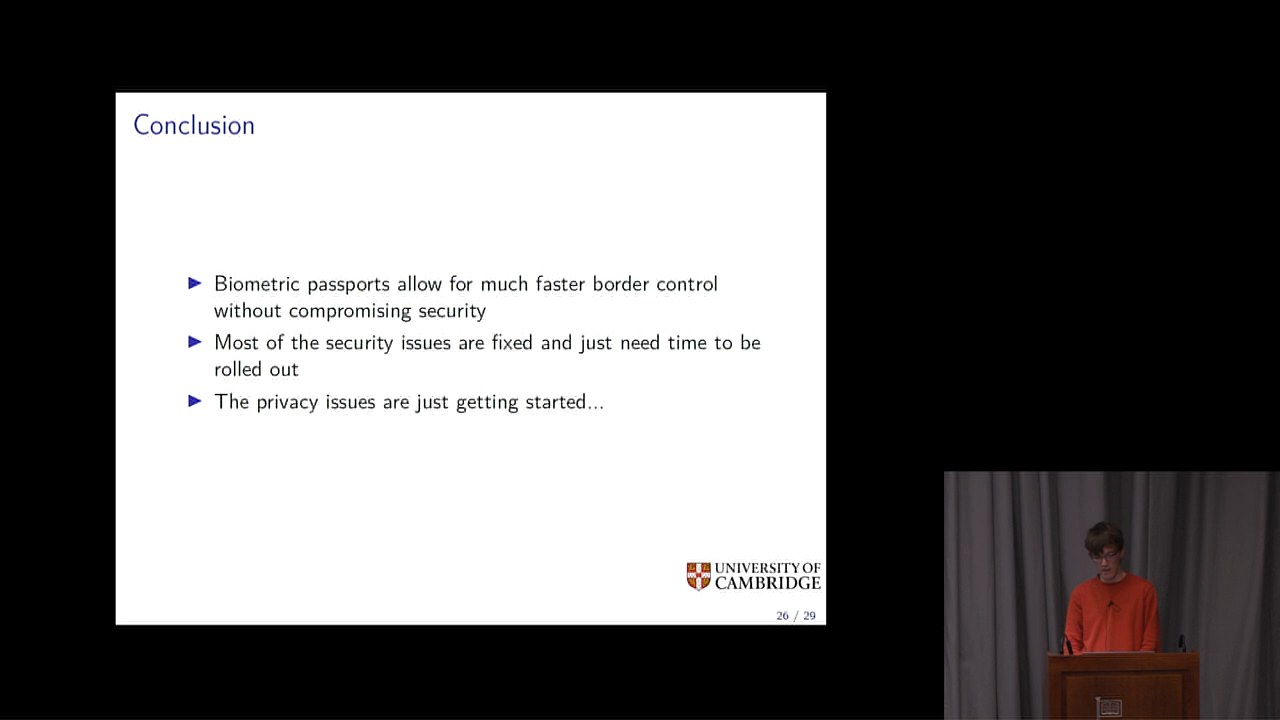 Conclusion
Biometric passports allow for much faster border control
without compromising security
Most of the security issues are fixed and just need time to be
rolled out
The privacy issues are just getting started...
UNIVERSITY OF
CAMBRIDGE
26 / 29